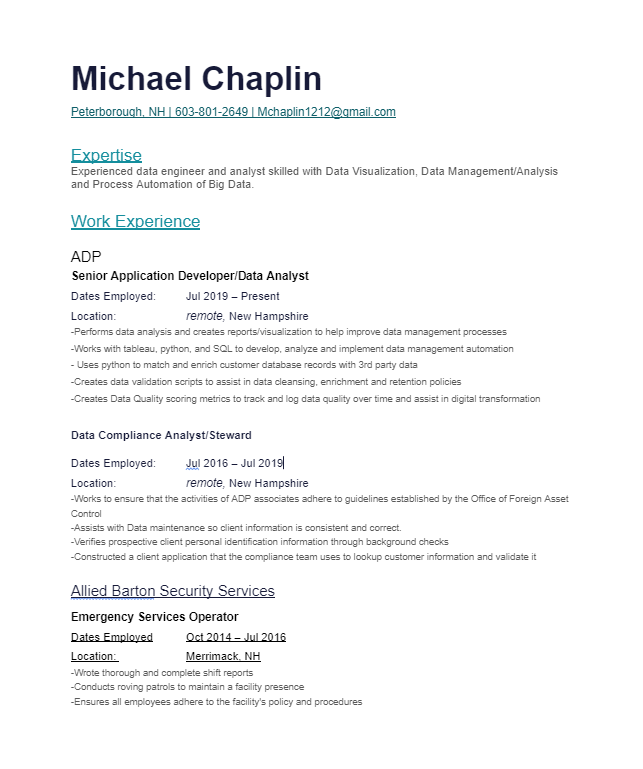 Michael Chaplin
Peterborough, NH | 603-801-2649 | Mchaplin1212@gmail.com
Expertise
Experienced data engineer and analyst skilled with Data Visualization, Data Management/Analysis
and Process Automation of Big Data.
Work Experience
ADP
Senior Application Developer/Data Analyst
Dates Employed: Jul 2019 – Present
Location: remote, New Hampshire
-Performs data analysis and creates reports/visualization to help improve data management processes
-Works with tableau, python, and SQL to develop, analyze and implement data management automation
- Uses python to match and enrich customer database records with 3rd party data
-Creates data validation scripts to assist in data cleansing, enrichment and retention policies
-Creates Data Quality scoring metrics to track and log data quality over time and assist in digital transformation
Data Compliance Analyst/Steward
Dates Employed: Jul 2016 – Jul 2019
Location: remote, New Hampshire
-Works to ensure that the activities of ADP associates adhere to guidelines established by the Office of Foreign Asset
Control
-Assists with Data maintenance so client information is consistent and correct.
-Verifies prospective client personal identification information through background checks
-Constructed a client application that the compliance team uses to lookup customer information and validate it
Allied Barton Security Services
Emergency Services Operator
Dates Employed Oct 2014 – Jul 2016
Location: Merrimack, NH
-Wrote thorough and complete shift reports
-Conducts roving patrols to maintain a facility presence
-Ensures all employees adhere to the facility's policy and procedures